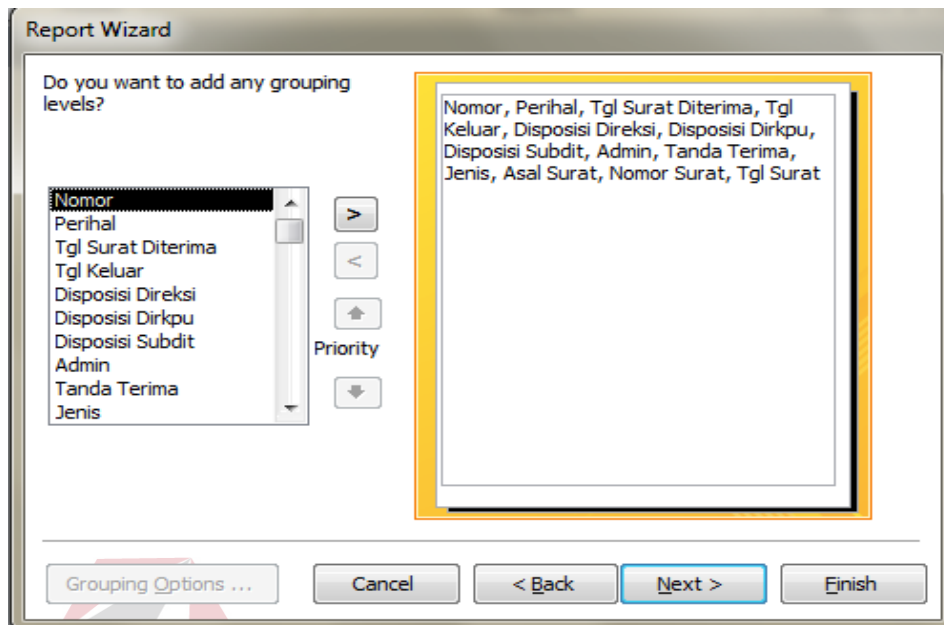 Report Wizard
Do you want to add any grouping
levels?
Nomor
Perihal
Tgl Surat Diterima
Tgl Keluar
Disposisi Direksi
Disposisi Dirkpu
Disposisi Subdit
Admin
Tanda Terima
Jenis
>
<
Priority
Nomor, Perihal, Tgl Surat Diterima, Tgl
Keluar, Disposisi Direksi, Disposisi Dirkpu,
Disposisi Subdit, Admin, Tanda Terima,
Jenis, Asal Surat, Nomor Surat, Tgl Surat
Grouping Options ...
Cancel
< Back
Next >
Finish